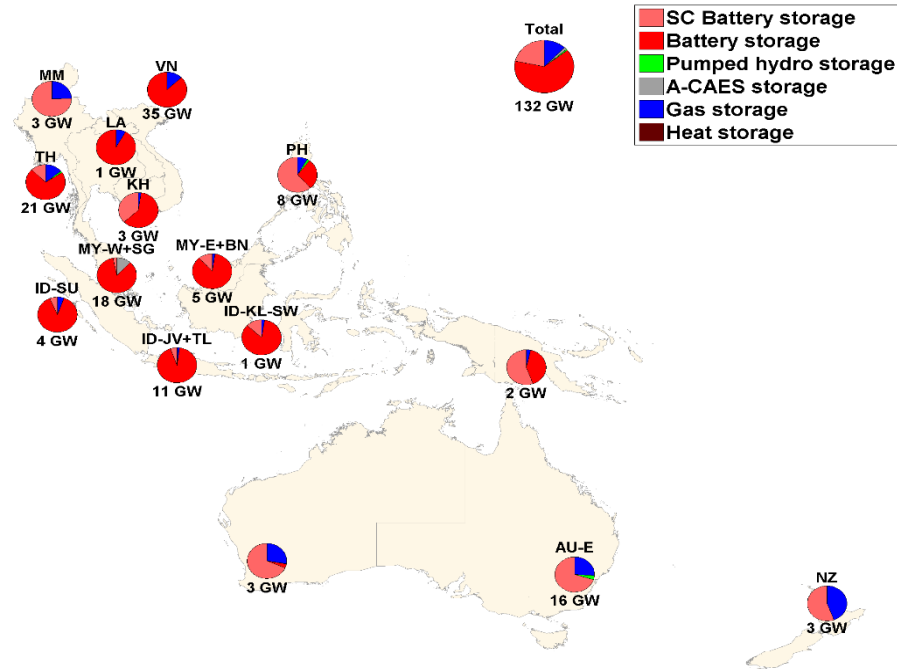 SC Battery storage
Battery storage
Pumped hydro storage
A-CAES storage
Gas storage
Heat storage
Total
132 GW
MM
3 GW
VN
35 GW
LA
1 GW
TH
21 GW
KH
3 GW
PH
8 GW
MY-W+SG
18 GW
MY-E+BN
5 GW
ID-SU
4 GW
ID-KL-SW
1 GW
ID-JV+TL
11 GW
2 GW
3 GW
AU-E
16 GW
NZ
3 GW